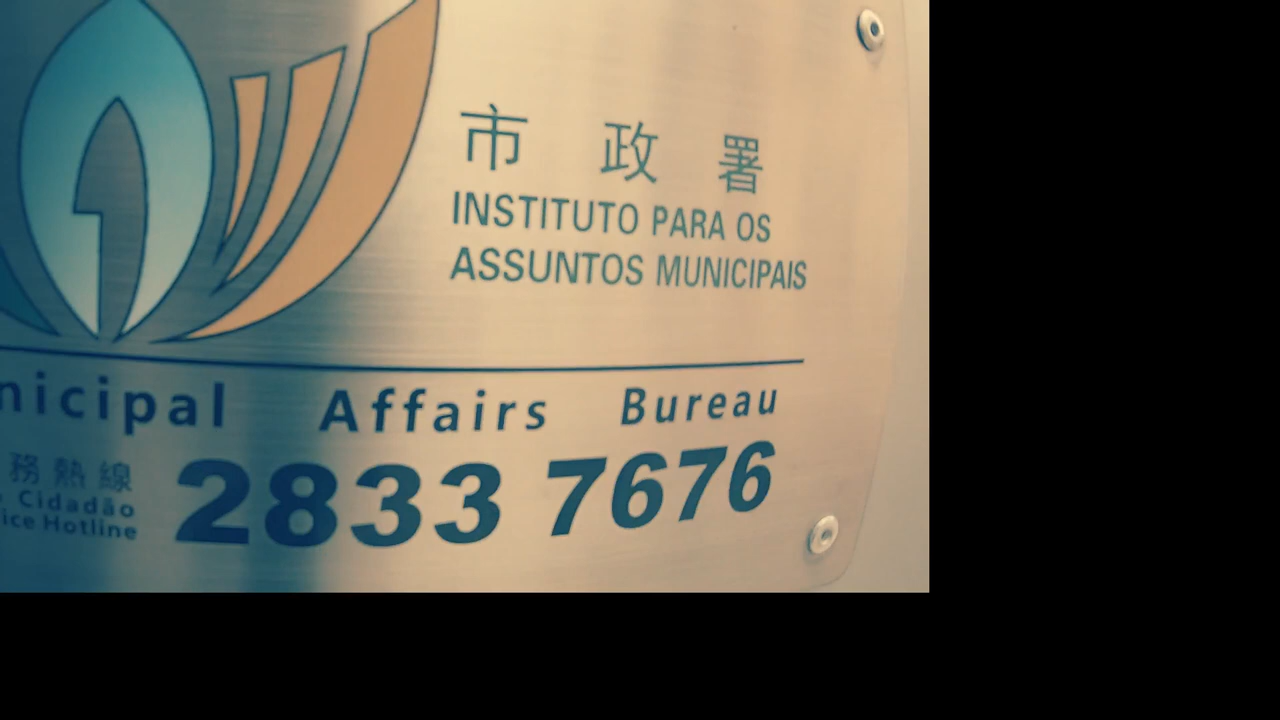 市政署
INSTITUTO PARA OS
ASSUNTOS MUNICIPAIS
nicipal Affairs Bureau
務熱線 2833 7676
Cidadão
ice Hotline